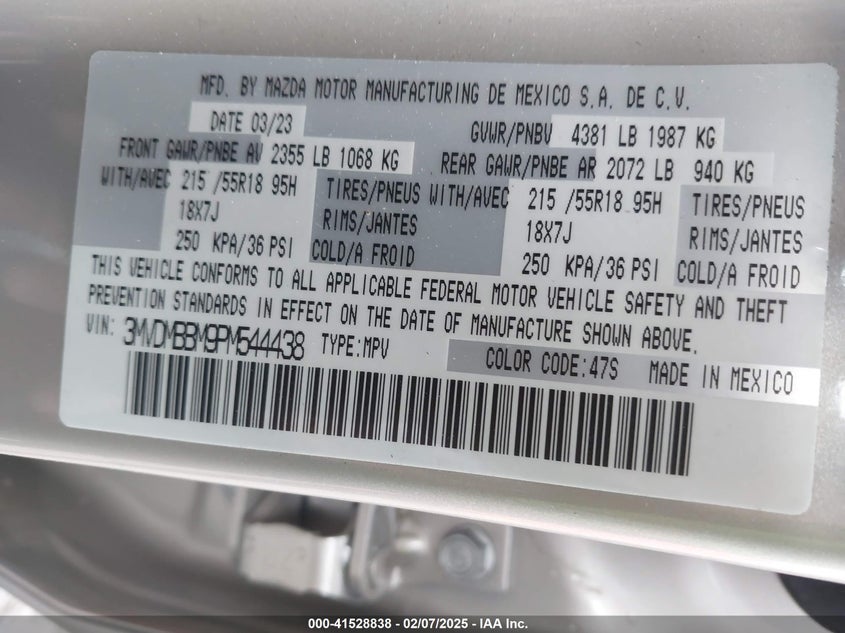 MFD. BY MAZDA MOTOR MANUFACTURING DE MEXICO S.A. DE C.V.
DATE 03/23 GVWR/PNBV 4381 LB 1987 KG
FRONT GAWR/PNBE AV 2355 LB 1068 KG REAR GAWR/PNBE AR 2072 LB 940 KG
WITH/AVEC 215 /55R18 95H TIRES/PNEUS WITH/AVEC 215 /55R18 95H TIRES/PNEUS
18X7J RIMS/JANTES 18X7J RIMS/JANTES
250 KPA/36 PSI COLD/A FROID 250 KPA/36 PSI COLD/A FROID
THIS VEHICLE CONFORMS TO ALL APPLICABLE FEDERAL MOTOR VEHICLE SAFETY AND THEFT
PREVENTION STANDARDS IN EFFECT ON THE DATE OF MANUFACTURE SHOWN ABOVE.
VIN: 3MVDMBBM9PM544438 TYPE:MPV COLOR CODE:47S MADE IN MEXICO
000-41528838 - 02/07/2025 - IAA Inc.